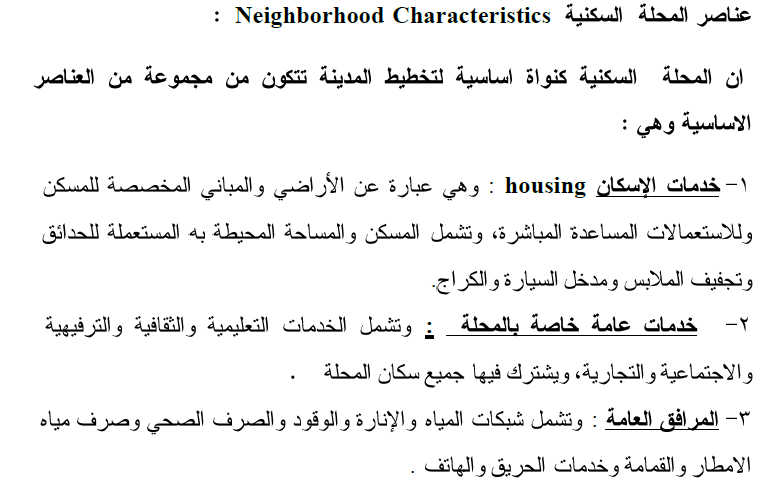 عناصر المحلة السكنية Neighborhood Characteristics :
ان المحلة السكنية كنواة اساسية لتخطيط المدينة تتكون من مجموعة من العناصر
الاساسية وهي :
١- خدمات الإسكان housing : وهي عبارة عن الأراضي والمباني المخصصة للمسكن
وللاستعمالات المساعدة المباشرة، وتشمل المسكن والمساحة المحيطة به المستعملة للحدائق
وتجفيف الملابس ومدخل السيارة والكراج.
٢- خدمات عامة خاصة بالمحلة : وتشمل الخدمات التعليمية والثقافية والترفيهية
والاجتماعية والتجارية، ويشترك فيها جميع سكان المحلة .
٣- المرافق العامة : وتشمل شبكات المياه والإنارة والوقود والصرف الصحي وصرف مياه
الامطار والقمامة وخدمات الحريق والهاتف .